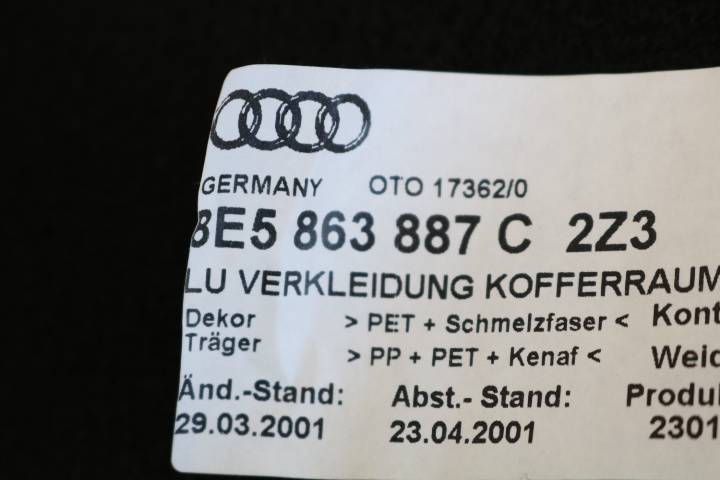 GERMANY OTO 17362/0
8E5 863 887 C 2Z3
LU VERKLEIDUNG KOFFERRAUM
Dekor > PET + Schmelzfaser < Kont
Träger > PP + PET + Kenaf < Weid
Änd.-Stand: Abst.- Stand: Produ
29.03.2001 23.04.2001 2301